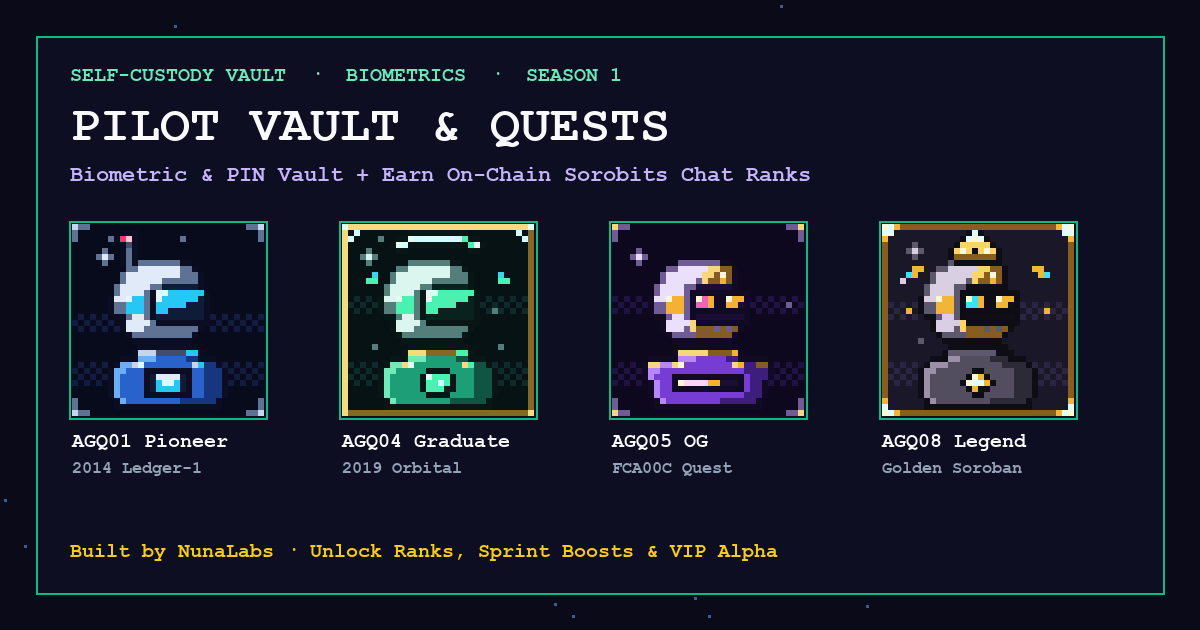 SELF-CUSTODY VAULT · BIOMETRICS · SEASON 1
PILOT VAULT & QUESTS
Biometric & PIN Vault + Earn On-Chain Sorobits Chat Ranks
AGQ01 Pioneer
2014 Ledger-1
AGQ04 Graduate
2019 Orbital
AGQ05 OG
FCA00C Quest
AGQ08 Legend
Golden Soroban
Built by NunaLabs · Unlock Ranks, Sprint Boosts & VIP Alpha